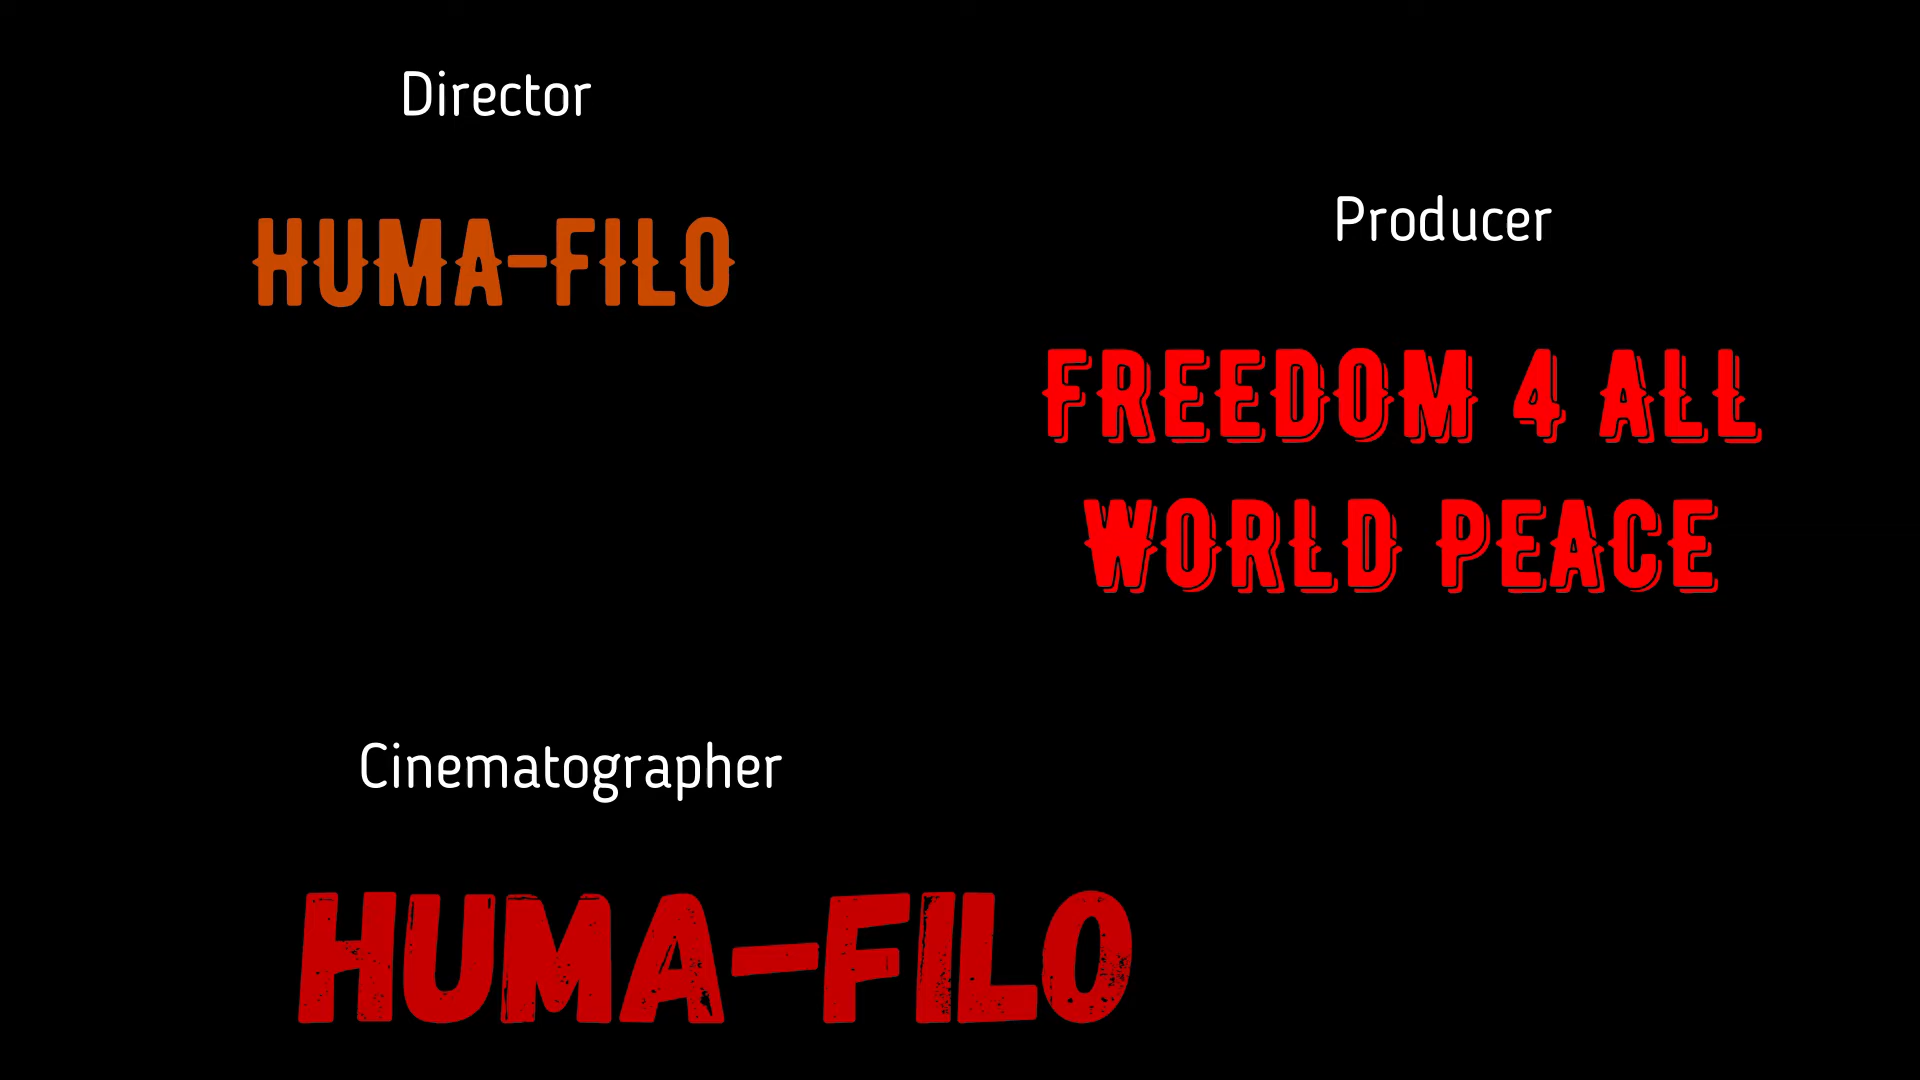 Director
HUMA-FILO
Producer
FREEDOM 4 ALL
WORLD PEACE
Cinematographer
HUMA-FILO